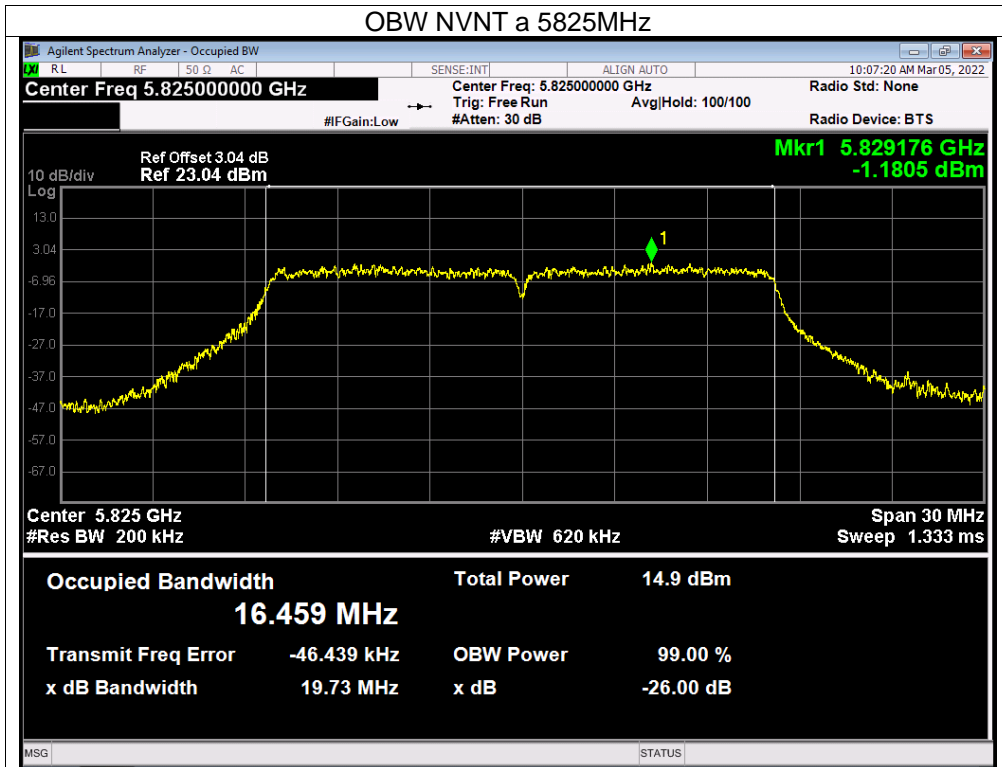 OBW NVNT a 5825MHz
Agilent Spectrum Analyzer - Occupied BW
LXI RL RF 50 Ω AC SENSE:INT ALIGN AUTO 10:07:20 AM Mar 05, 2022
Center Freq 5.825000000 GHz
Center Freq: 5.825000000 GHz
Radio Std: None
Trig: Free Run Avg|Hold: 100/100
#IFGain:Low #Atten: 30 dB Radio Device: BTS
Mkr1 5.829176 GHz
-1.1805 dBm
Ref Offset 3.04 dB
10 dB/div Ref 23.04 dBm
Log
13.0
3.04
1
-6.96
-17.0
-27.0
-37.0
-47.0
-57.0
-67.0
Center 5.825 GHz Span 30 MHz
#Res BW 200 kHz #VBW 620 kHz Sweep 1.333 ms
Occupied Bandwidth Total Power 14.9 dBm
16.459 MHz
Transmit Freq Error -46.439 kHz OBW Power 99.00 %
x dB Bandwidth 19.73 MHz x dB -26.00 dB
MSG STATUS